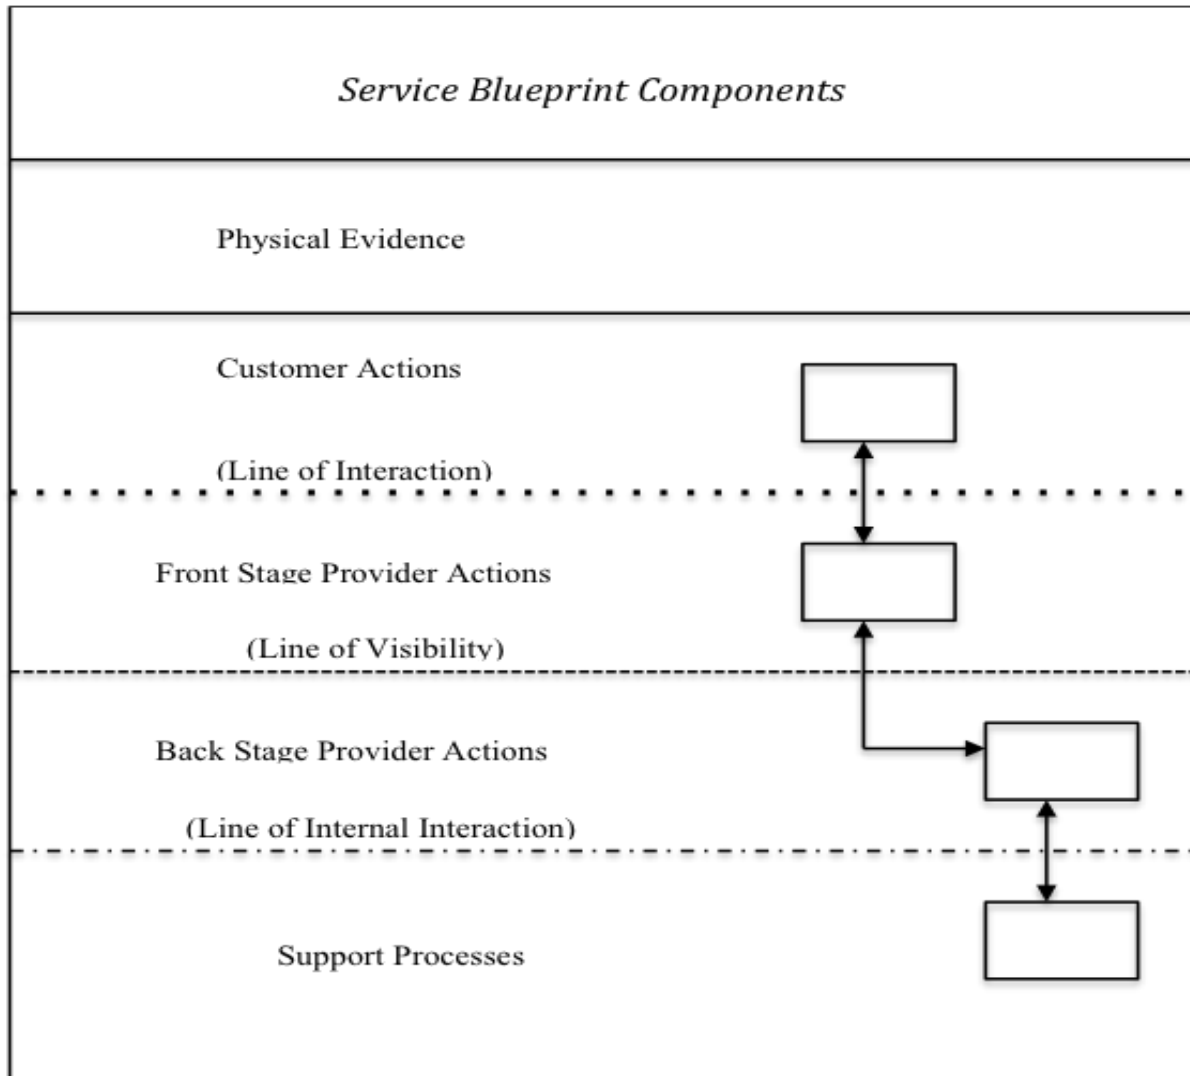 Service Blueprint Components
Physical Evidence
Customer Actions
(Line of Interaction)
Front Stage Provider Actions
(Line of Visibility)
Back Stage Provider Actions
(Line of Internal Interaction)
Support Processes